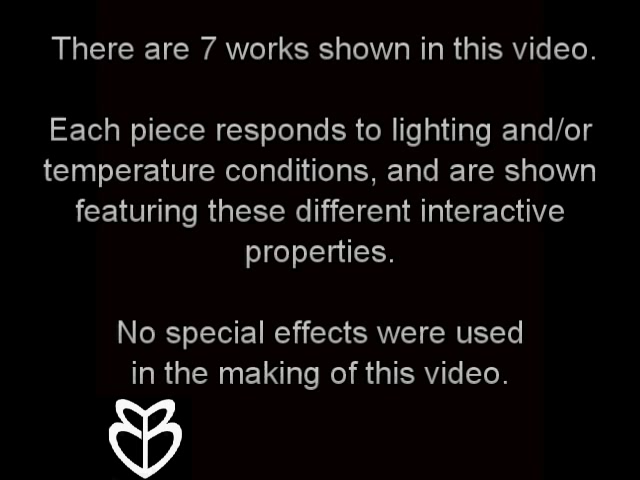 There are 7 works shown in this video.
Each piece responds to lighting and/or
temperature conditions, and are shown
featuring these different interactive
properties.
No special effects were used
in the making of this video.